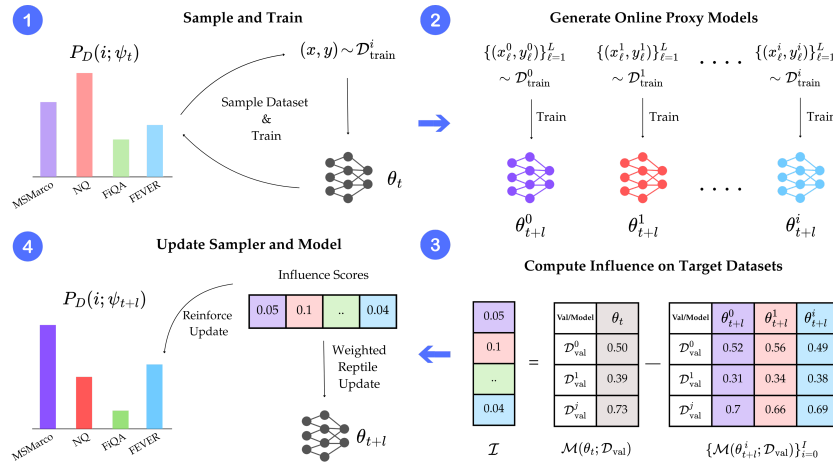 1
Sample and Train
P_D(i; ψ_t)
MSMarco
NQ
FiQA
FEVER
Sample Dataset
&
Train
(x, y) ∼ D^i_train
θ_t
2
Generate Online Proxy Models
{(x^0_ℓ, y^0_ℓ)}^L_{ℓ=1}
∼ D^0_train
Train
θ^0_{t+l}
{(x^1_ℓ, y^1_ℓ)}^L_{ℓ=1}
∼ D^1_train
Train
θ^1_{t+l}
. . . .
. . . .
{(x^i_ℓ, y^i_ℓ)}^L_{ℓ=1}
∼ D^i_train
Train
θ^i_{t+l}
3
Compute Influence on Target Datasets
0.05
0.1
..
0.04
I
=
Val/Model θ_t
D^0_val 0.50
D^1_val 0.39
D^j_val 0.73
M(θ_t; D_val)
—
Val/Model θ^0_{t+l} θ^1_{t+l} θ^i_{t+l}
D^0_val 0.52 0.56 0.49
D^1_val 0.31 0.34 0.38
D^j_val 0.7 0.66 0.69
{M(θ^i_{t+l}; D_val)}^I_{i=0}
4
Update Sampler and Model
P_D(i; ψ_{t+l})
MSMarco
NQ
FiQA
FEVER
Reinforce
Update
Influence Scores
0.05 0.1 .. 0.04
Weighted
Reptile
Update
θ_{t+l}